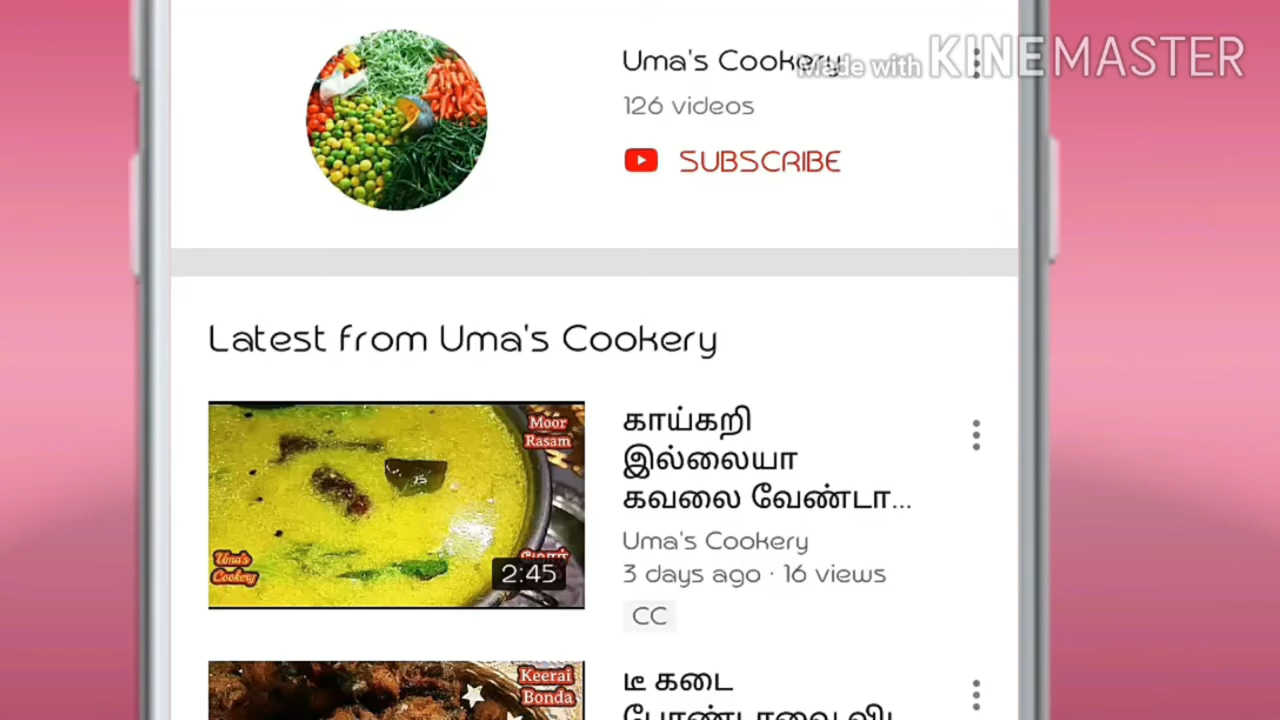 Uma's Cookery
Made with KINEMASTER
126 videos
SUBSCRIBE
Latest from Uma's Cookery
Moor
Rasam
Uma's
Cookery
மோர்
2:45
காய்கறி
இல்லையா
கவலை வேண்டா...
Uma's Cookery
3 days ago · 16 views
CC
Keerai
Bonda
டீ கடை